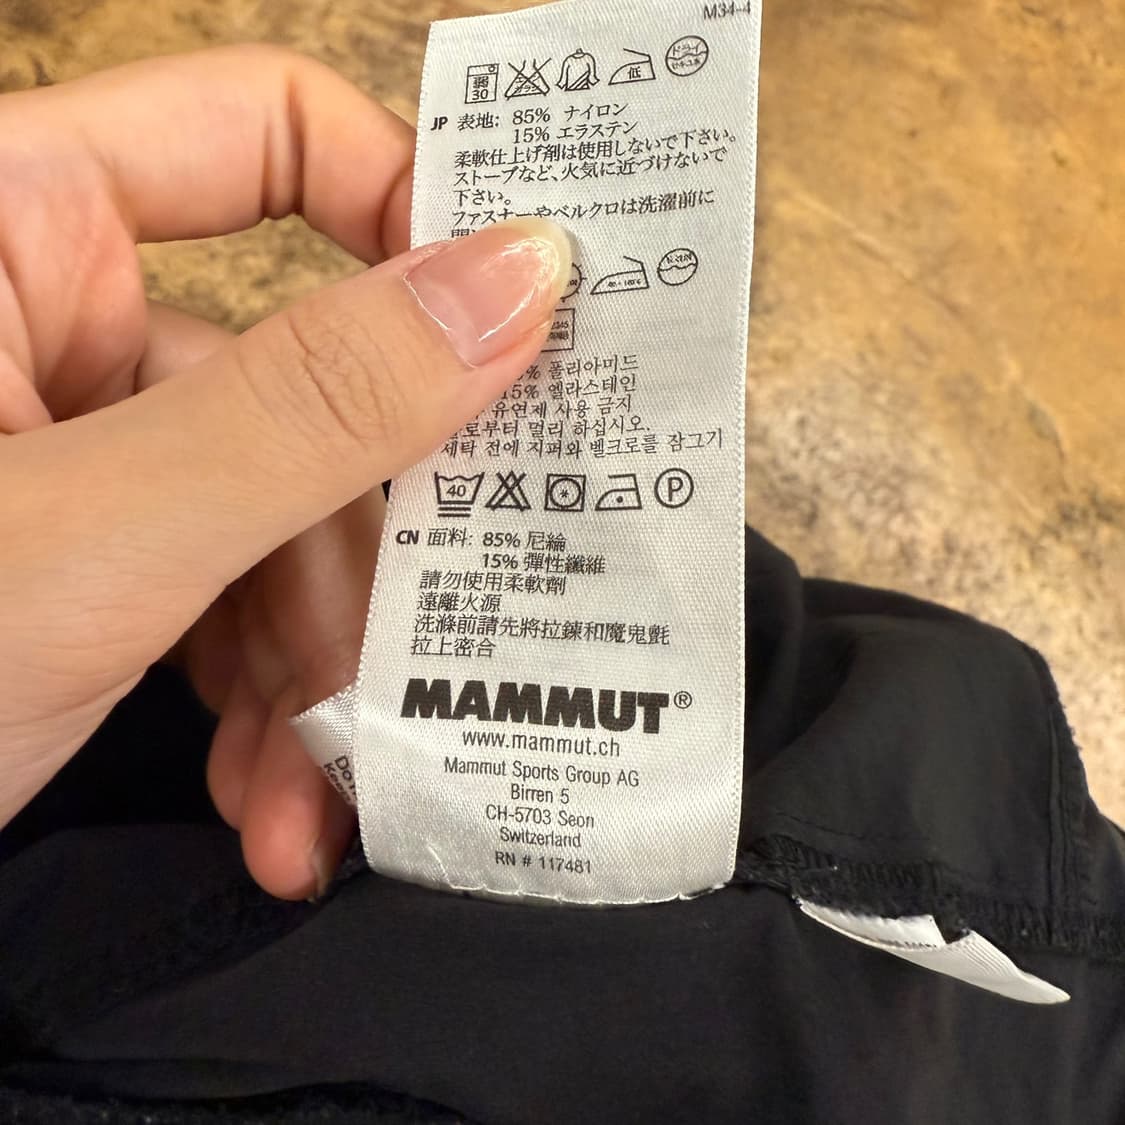 M34-4
弱
30
低
ドライ
JP 表地: 85% ナイロン
15% エラステン
柔軟仕上げ剤は使用しないで下さい。
ストーブなど、火気に近づけないで
下さい。
ファスナーやベルクロは洗濯前に
% 폴리아미드
15% 엘라스테인
유연제 사용 금지
로부터 멀리 하십시오.
세탁 전에 지퍼와 벨크로를 잠그기
40
P
CN 面料: 85% 尼綸
15% 彈性纖維
請勿使用柔軟劑
遠離火源
洗滌前請先將拉鍊和魔鬼氈
拉上密合
MAMMUT®
www.mammut.ch
Mammut Sports Group AG
Birren 5
CH-5703 Seon
Switzerland
RN # 117481